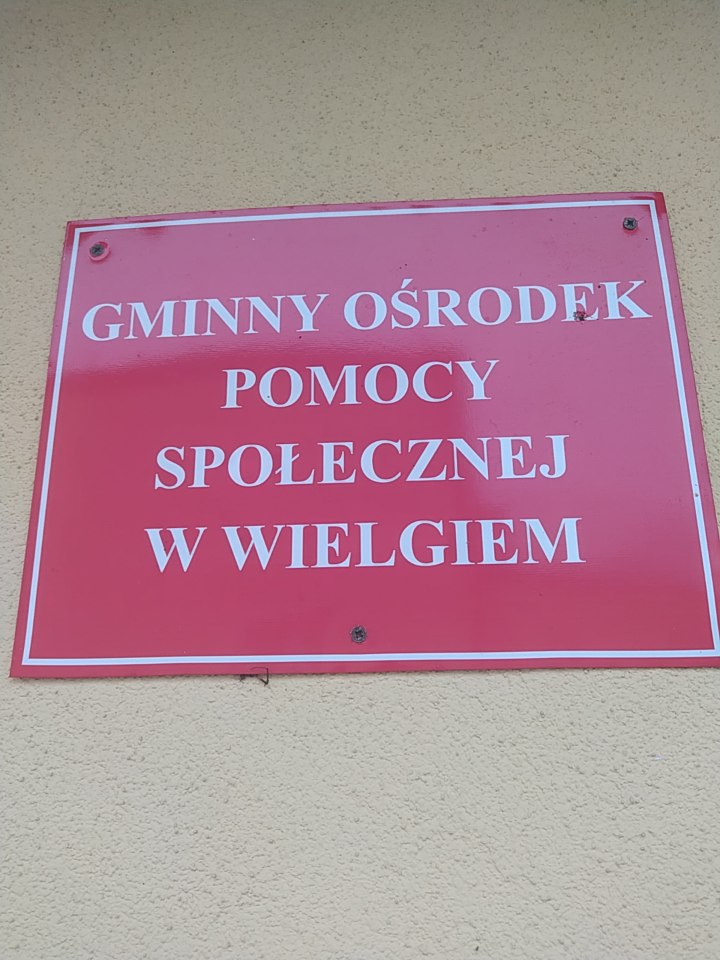 GMINNY OŚRODEK
POMOCY
SPOŁECZNEJ
W WIELGIEM